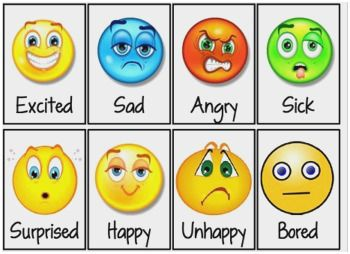 Excited
Sad
Angry
Sick
Surprised
Happy
Unhappy
Bored